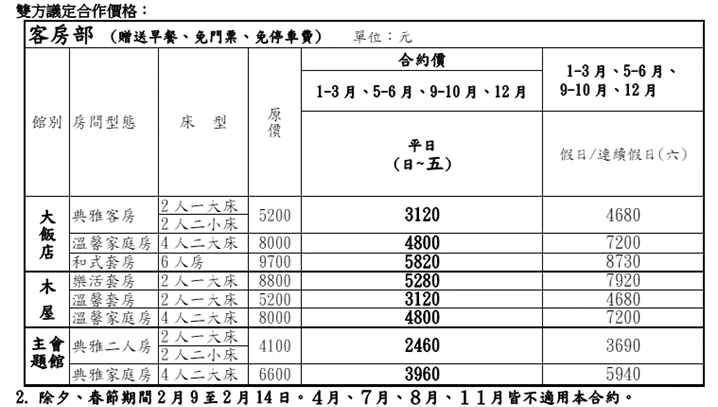 雙方議定合作價格：
客房部 （贈送早餐、免門票、免停車費） 單位：元
館別 房間型態 床 型 原價 合約價 1-3月、5-6月、9-10月、12月
1-3月、5-6月、
9-10月、12月
平日
(日~五)
假日/連續假日(六)
大飯店 典雅客房 2人一大床 5200 3120 4680
2人二小床
溫馨家庭房 4人二大床 8000 4800 7200
和式套房 6人房 9700 5820 8730
木屋 樂活套房 2人一大床 8800 5280 7920
溫馨套房 2人一大床 5200 3120 4680
溫馨家庭房 4人二大床 8000 4800 7200
主題會館 典雅二人房 2人一大床 4100 2460 3690
2人二小床
典雅家庭房 4人二大床 6600 3960 5940
2. 除夕、春節期間2月9至2月14日。4月、7月、8月、11月皆不適用本合約。